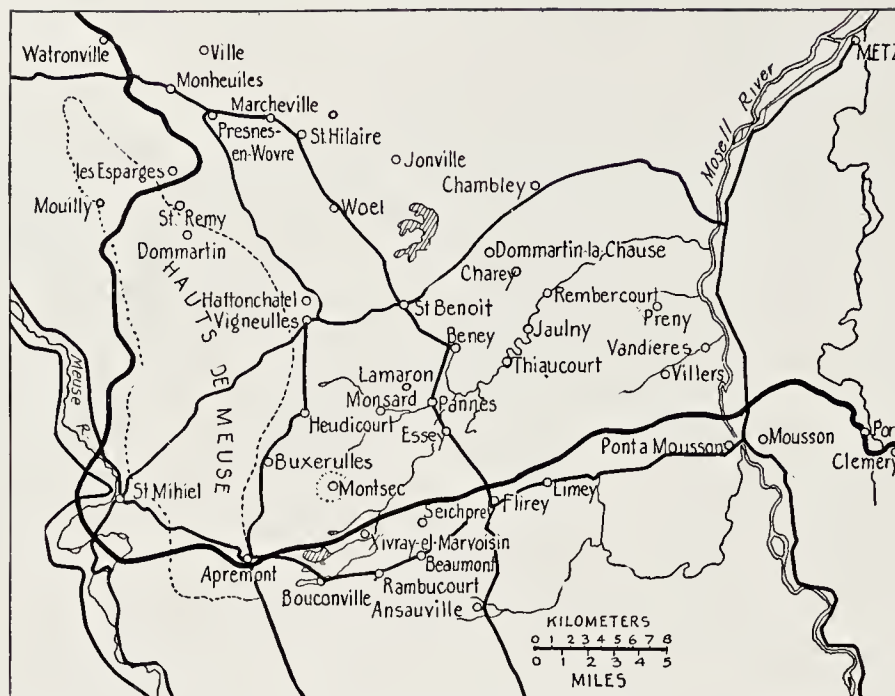 Watronville
Ville
METZ
Monheuiles
Marcheville
Presnes-
en-Wovre
St Hilaire
Mosell River
Jonville
les Esparges
Chambley
Mouilly
St. Remy
Woel
Dommartin
Dommartin-la Chause
Charey
HAUTS DE MEUSE
Hattonchatel
Vigneulles
St Benoit
Rembercourt
Preny
Beney
Jaulny
Vandieres
Thiaucourt
Villers
Meuse R.
Lamaron
Monsard
Pannes
Heudicourt
Essey
Pont a Mousson
Mousson
Por
Clemery
Buxerulles
Montsec
St Mihiel
Seichprey
Flirey
Limey
Xivray-el-Marvoisin
Beaumont
Apremont
Rambucourt
Bouconville
Ansauville
KILOMETERS
0 1 2 3 4 5 6 7 8
0 1 2 3 4 5
MILES